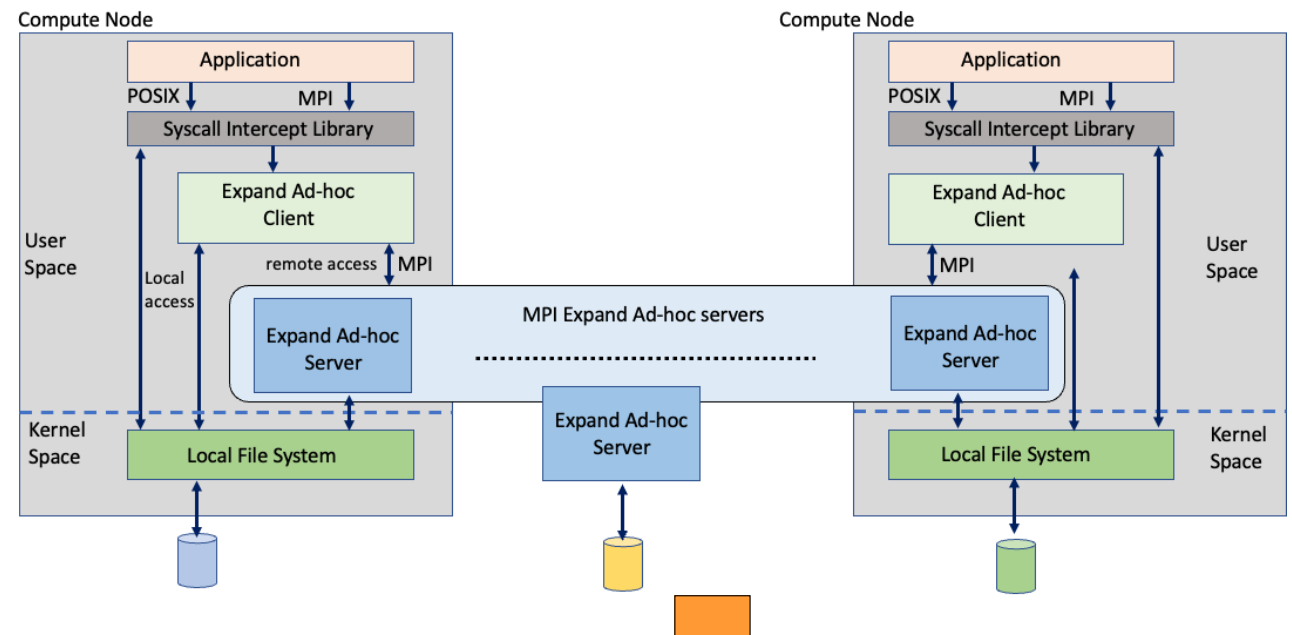 Compute Node
Application
POSIX
MPI
Syscall Intercept Library
Expand Ad-hoc
Client
User
Space
Local
access
remote access
MPI
Expand Ad-hoc
Server
Kernel
Space
Local File System
MPI Expand Ad-hoc servers
Expand Ad-hoc
Server
Compute Node
Application
POSIX
MPI
Syscall Intercept Library
Expand Ad-hoc
Client
User
Space
MPI
Expand Ad-hoc
Server
Local File System
Kernel
Space